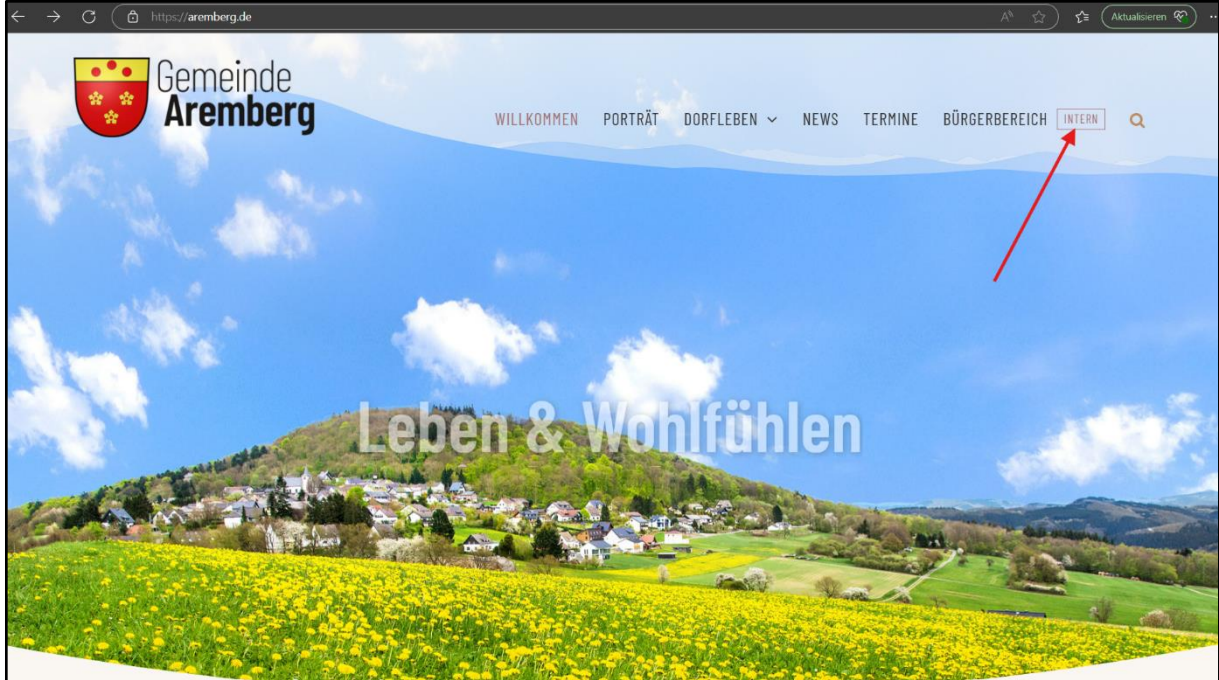 https://aremberg.de
Aktualisieren
Gemeinde
Aremberg
WILLKOMMEN PORTRÄT DORFLEBEN NEWS TERMINE BÜRGERBEREICH INTERN
Leben & Wohlfühlen